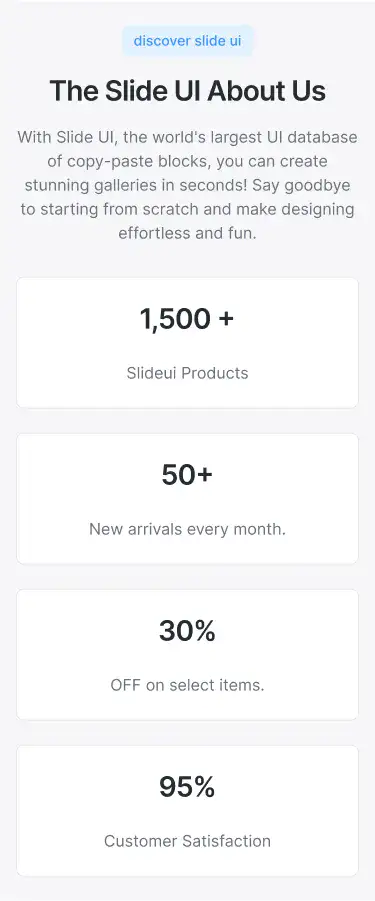 discover slide ui
The Slide UI About Us
With Slide UI, the world's largest UI database
of copy-paste blocks, you can create
stunning galleries in seconds! Say goodbye
to starting from scratch and make designing
effortless and fun.
1,500 +
Slideui Products
50+
New arrivals every month.
30%
OFF on select items.
95%
Customer Satisfaction